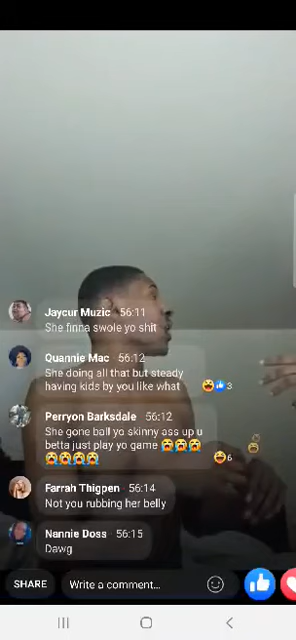 Jaycur Muzic 56:11
She finna swole yo shit
Quannie Mac 56:12
She doing all that but steady
having kids by you like what
3
Perryon Barksdale 56:12
She gone ball yo skinny ass up u
betta just play yo game 😭😭😭
😭😭😭😭
6
Farrah Thigpen 56:14
Not you rubbing her belly
Nannie Doss 56:15
Dawg
SHARE Write a comment...